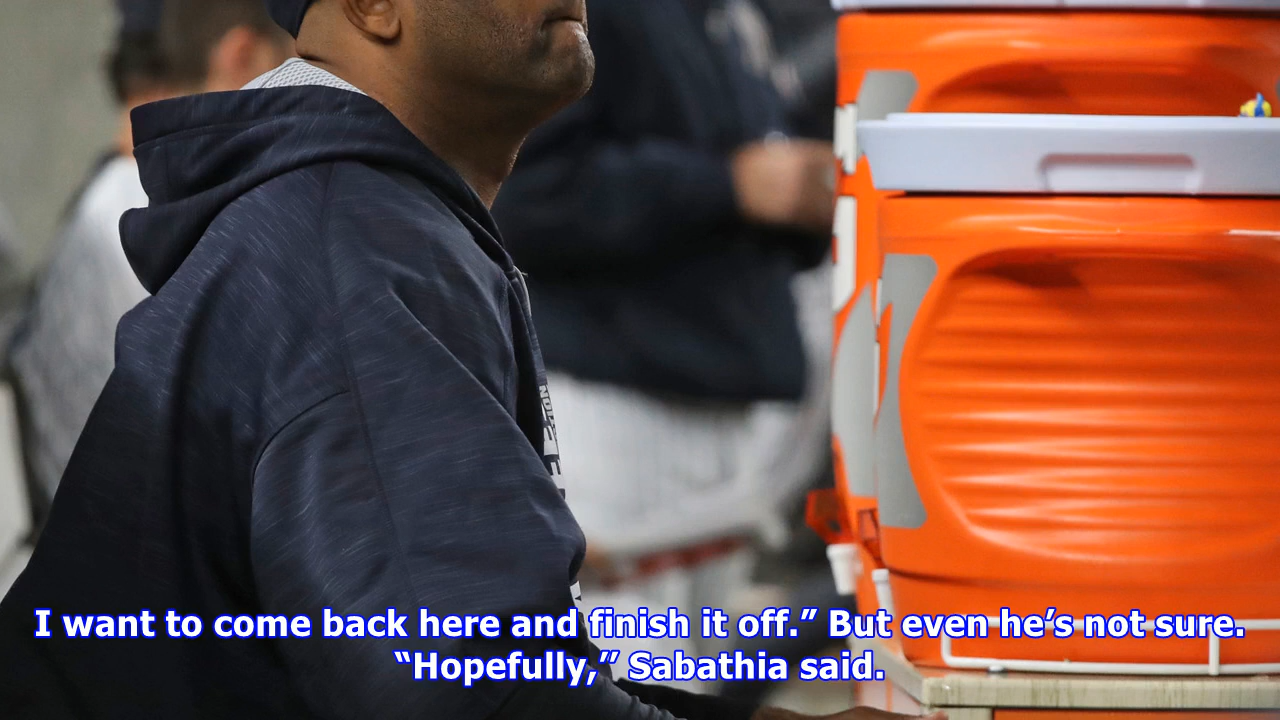 I want to come back here and finish it off.” But even he’s not sure.
“Hopefully,” Sabathia said.